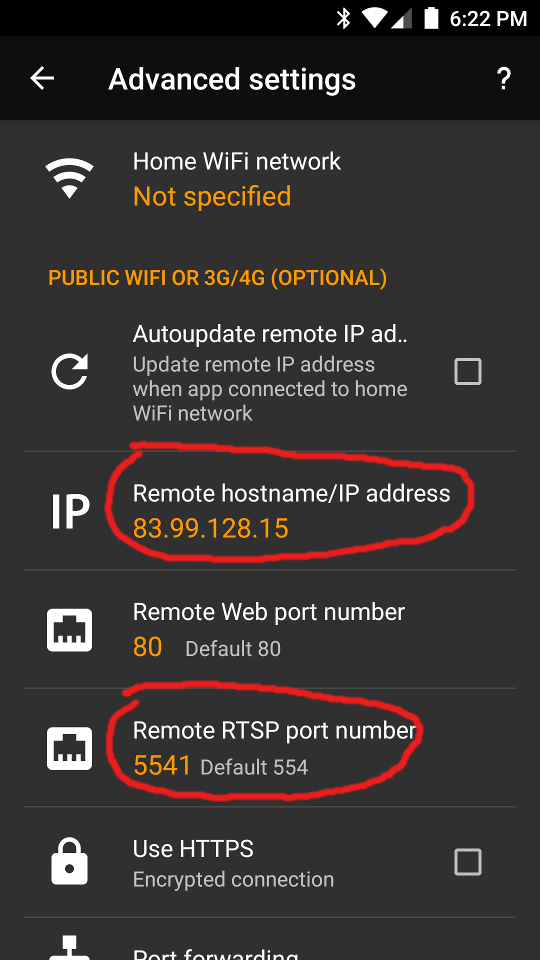 6:22 PM
Advanced settings ?
Home WiFi network
Not specified
PUBLIC WIFI OR 3G/4G (OPTIONAL)
Autoupdate remote IP ad..
Update remote IP address
when app connected to home
WiFi network
IP
Remote hostname/IP address
83.99.128.15
Remote Web port number
80 Default 80
Remote RTSP port number
5541 Default 554
Use HTTPS
Encrypted connection
Port forwarding